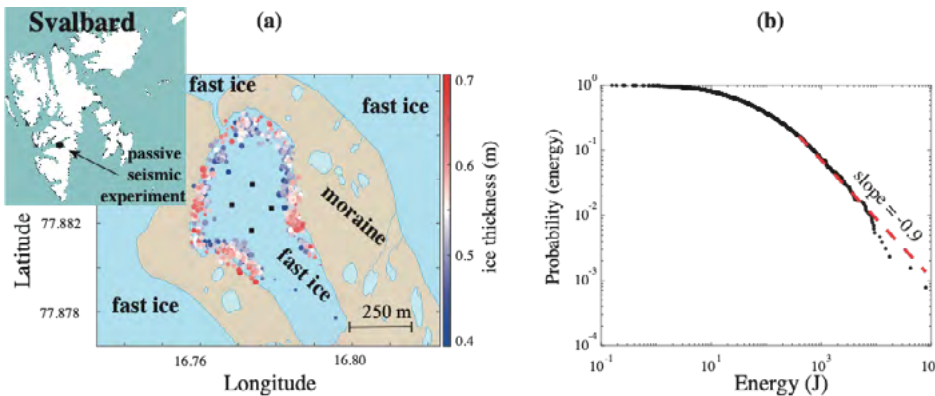 Svalbard
(a)
(b)
passive
seismic
experiment
fast ice
fast ice
moraine
fast ice
fast ice
250 m
77.882
77.878
Latitude
16.76
16.80
Longitude
0.7
0.6
0.5
0.4
ice thickness (m)
10^0
10^-1
10^-2
10^-3
10^-4
Probability (energy)
slope = -0.9
10^-1
10^1
10^3
10^5
Energy (J)